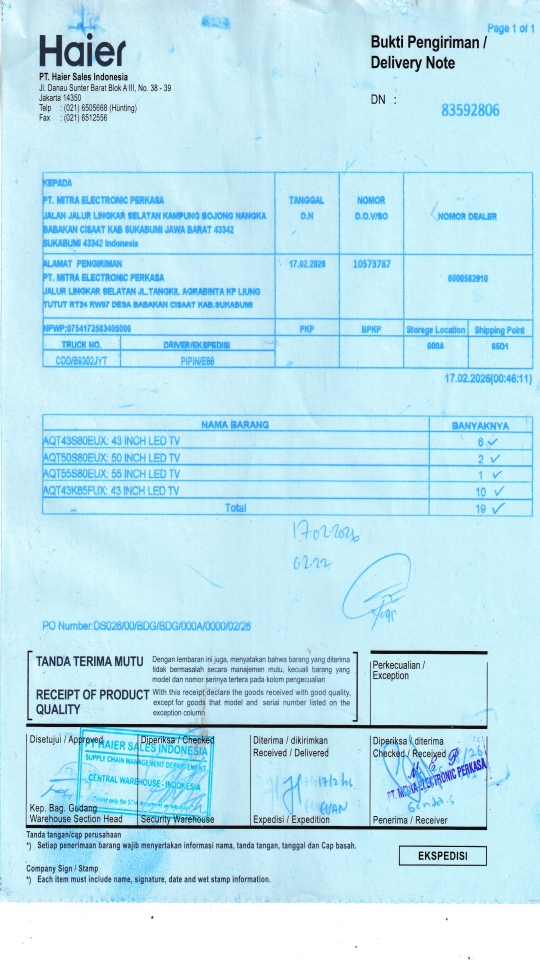 Page 1 of 1
Haier
Bukti Pengiriman /
Delivery Note
PT. Haier Sales Indonesia
Jl. Danau Sunter Barat Blok A III, No. 38 - 39
Jakarta 14350
Telp : (021) 6505668 (Hunting)
Fax : (021) 6512556
DN :
83592806
KEPADA
PT. MITRA ELECTRONIC PERKASA
JALAN JALUR LINGKAR SELATAN KAMPUNG BOJONG NANGKA
BABAKAN CISAAT KAB SUKABUMI JAWA BARAT 43342
SUKABUMI 43342 Indonesia
TANGGAL
D.N
NOMOR
D.O./SO
NOMOR DEALER
ALAMAT PENGIRIMAN
PT. MITRA ELECTRONIC PERKASA
JALUR LINGKAR SELATAN JL.TANGKIL AGRABINTA KP LIUNG
TUTUT RT24 RW07 DESA BABAKAN CISAAT KAB.SUKABUMI
17.02.2026
10573767
6000582910
NPWP:0754172583405000
PKP
BPKP
Storege Location
Shipping Point
TRUCK NO.
DRIVER/EKSPEDISI
000A
85D1
CDD/B9302JYT
PIPIN/E66
17.02.2026(00:46:11)
NAMA BARANG BANYAKNYA
AQT43S80EUX: 43 INCH LED TV 6 ✓
AQT50S80EUX: 50 INCH LED TV 2 ✓
AQT55S80EUX: 55 INCH LED TV 1 ✓
AQT43K85FUX: 43 INCH LED TV 10 ✓
Total 19 ✓
17.02.2026
02.22
PO Number:DS026/00/BDG/BDG/000A/0000/02/26
TANDA TERIMA MUTU
Dengan lembaran ini juga, menyatakan bahwa barang yang diterima
tidak bermasalah secara manajemen mutu, kecuali barang yang
model dan nomor serinya tertera pada kolom pengecualian
RECEIPT OF PRODUCT
QUALITY
With this receipt declare the goods received with good quality,
except for goods that model and serial number listed on the
exception column
Perkecualian /
Exception
Disetujui / Approved
Diperiksa / Checked
Diterima / dikirimkan
Received / Delivered
Diperiksa / diterima
Checked / Received
PT HAIER SALES INDONESIA
SUPPLY CHAIN MANAGEMENT DEPARTEMENT
CENTRAL WAREHOUSE - INDONESIA
17/2/26
M E P
PT. MITRA ELECTRONIC PERKASA
Kep. Bag. Gudang
Warehouse Section Head
Security Warehouse
Expedisi / Expedition
Penerima / Receiver
Tanda tangan/cap perusahaan
*) Setiap penerimaan barang wajib menyertakan informasi nama, tanda tangan, tanggal dan Cap basah.
EKSPEDISI
Company Sign / Stamp
*) Each item must include name, signature, date and wet stamp information.